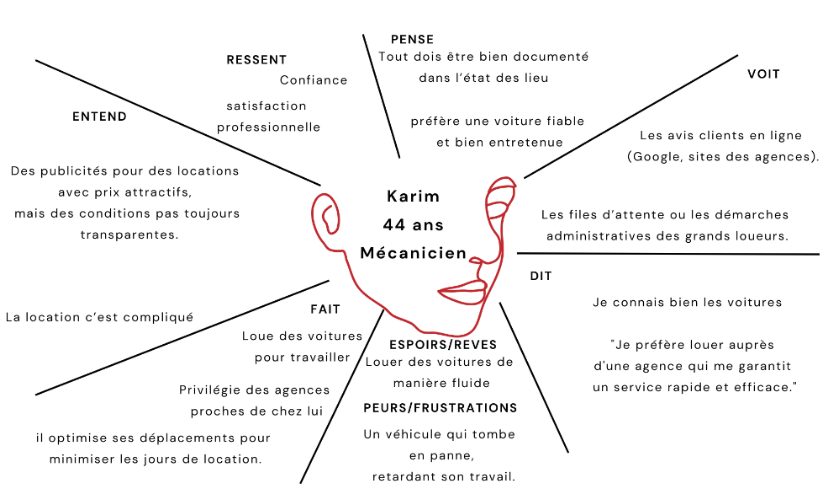 RESSENT
Confiance
satisfaction
professionnelle
PENSE
Tout dois être bien documenté
dans l'état des lieu
préfère une voiture fiable
et bien entretenue
VOIT
Les avis clients en ligne
(Google, sites des agences).
Les files d'attente ou les démarches
administratives des grands loueurs.
ENTEND
Des publicités pour des locations
avec prix attractifs,
mais des conditions pas toujours
transparentes.
La location c'est compliqué
Karim
44 ans
Mécanicien
DIT
Je connais bien les voitures
"Je préfère louer auprès
d'une agence qui me garantit
un service rapide et efficace."
FAIT
Loue des voitures
pour travailler
Privilégie des agences
proches de chez lui
il optimise ses déplacements pour
minimiser les jours de location.
ESPOIRS/REVES
Louer des voitures de
manière fluide
PEURS/FRUSTRATIONS
Un véhicule qui tombe
en panne,
retardant son travail.